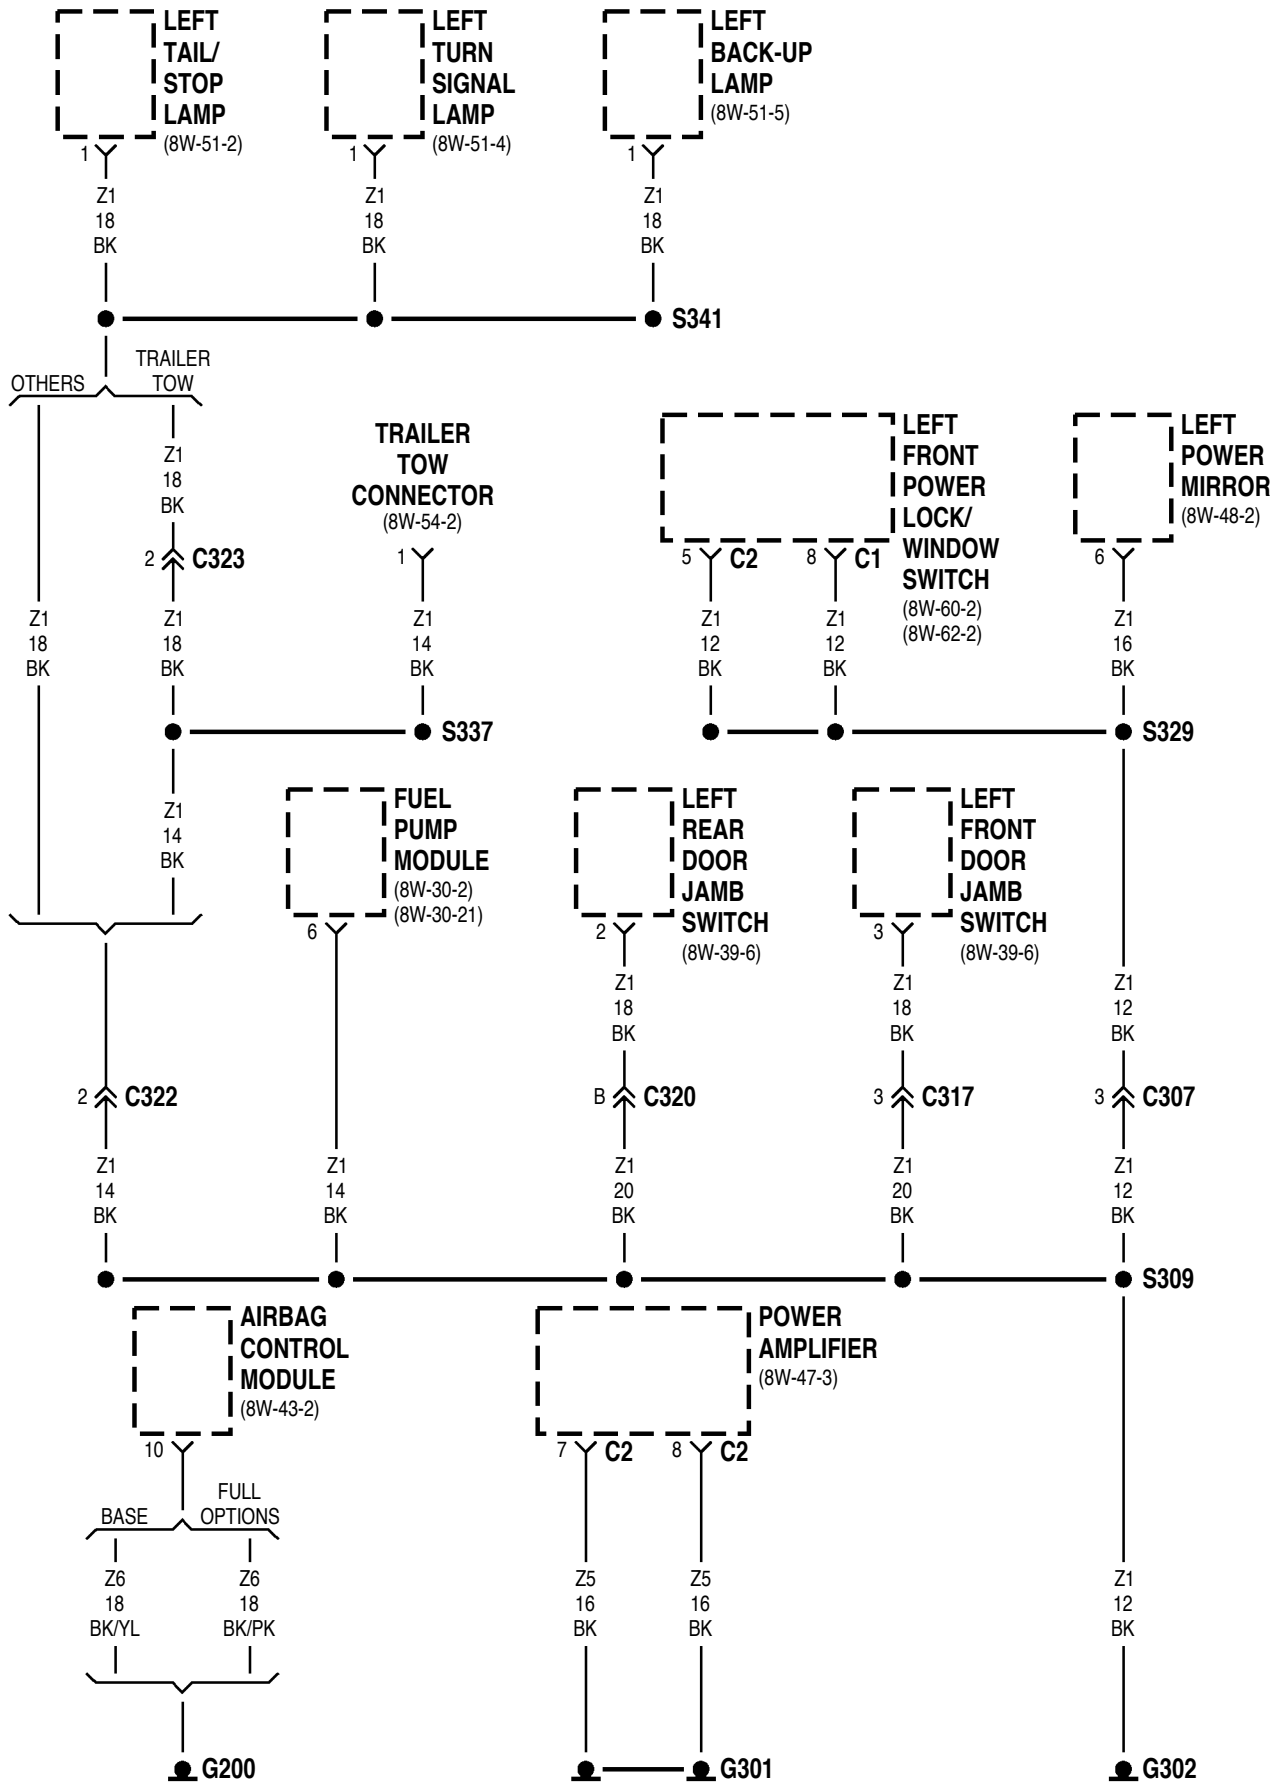 LEFT
TAIL/
STOP
LAMP
(8W-51-2)
1
LEFT
TURN
SIGNAL
LAMP
(8W-51-4)
1
LEFT
BACK-UP
LAMP
(8W-51-5)
1
Z1
18
BK
Z1
18
BK
Z1
18
BK
S341
OTHERS
TRAILER
TOW
Z1
18
BK
2
C323
Z1
18
BK
Z1
18
BK
TRAILER
TOW
CONNECTOR
(8W-54-2)
1
Z1
14
BK
S337
Z1
14
BK
LEFT
FRONT
POWER
LOCK/
WINDOW
SWITCH
(8W-60-2)
(8W-62-2)
5
C2
8
C1
Z1
12
BK
Z1
12
BK
LEFT
POWER
MIRROR
(8W-48-2)
6
Z1
16
BK
S329
FUEL
PUMP
MODULE
(8W-30-2)
(8W-30-21)
6
LEFT
REAR
DOOR
JAMB
SWITCH
(8W-39-6)
2
LEFT
FRONT
DOOR
JAMB
SWITCH
(8W-39-6)
3
Z1
18
BK
Z1
18
BK
Z1
12
BK
2
C322
B
C320
3
C317
3
C307
Z1
14
BK
Z1
14
BK
Z1
20
BK
Z1
20
BK
Z1
12
BK
S309
AIRBAG
CONTROL
MODULE
(8W-43-2)
10
POWER
AMPLIFIER
(8W-47-3)
7
C2
8
C2
BASE
FULL
OPTIONS
Z6
18
BK/YL
Z6
18
BK/PK
Z5
16
BK
Z5
16
BK
Z1
12
BK
G200
G301
G302